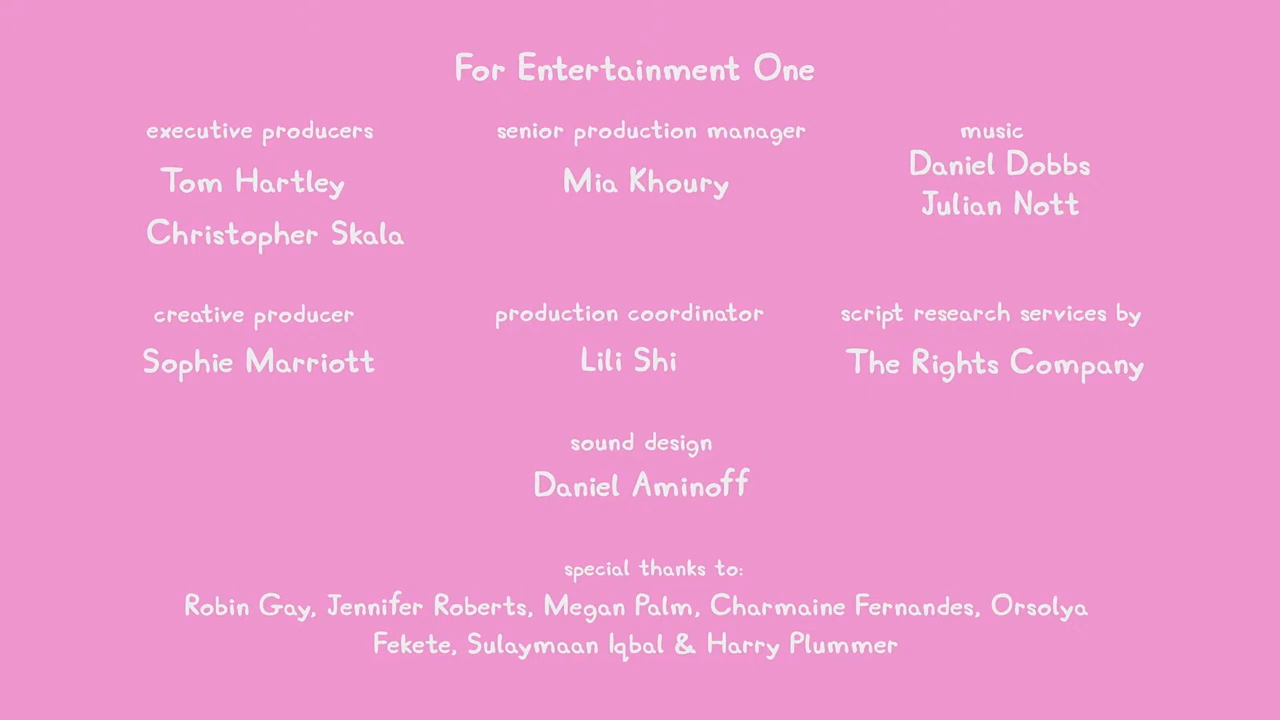 For Entertainment One
executive producers
Tom Hartley
Christopher Skala
senior production manager
Mia Khoury
music
Daniel Dobbs
Julian Nott
creative producer
Sophie Marriott
production coordinator
Lili Shi
script research services by
The Rights Company
sound design
Daniel Aminoff
special thanks to:
Robin Gay, Jennifer Roberts, Megan Palm, Charmaine Fernandes, Orsolya
Fekete, Sulaymaan Iqbal & Harry Plummer